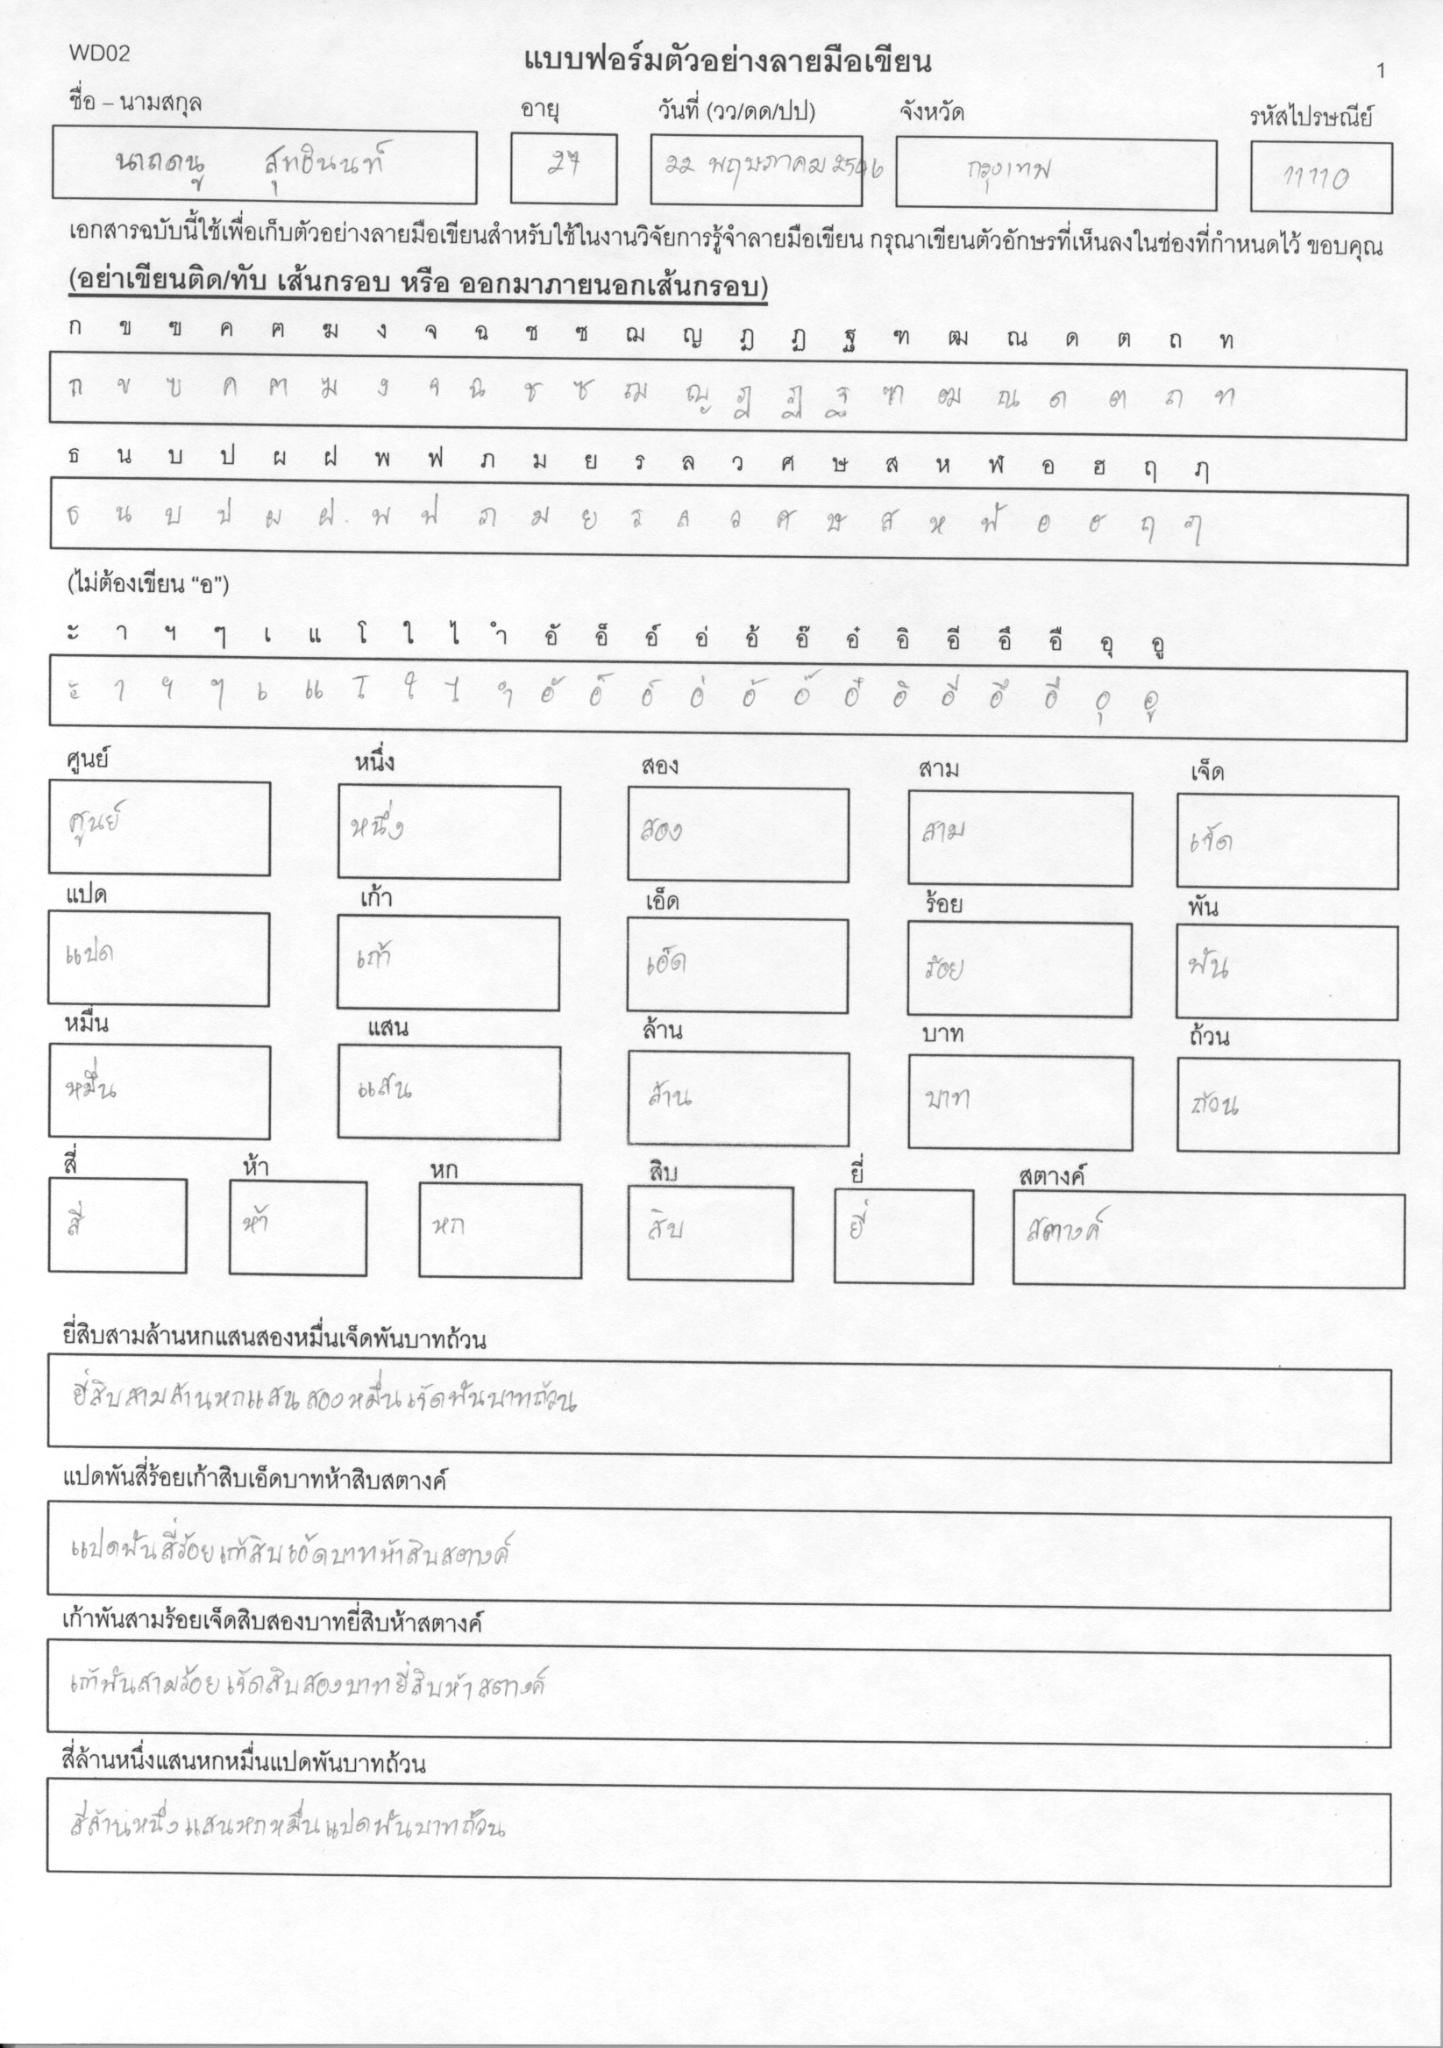 WD02
แบบฟอร์มตัวอย่างลายมือเขียน
1
ชื่อ – นามสกุล อายุ วันที่ (วว/ดด/ปป) จังหวัด รหัสไปรษณีย์
สุทธินนท์ 27 22 พฤษภาคม 2546 กรุงเทพ 11110
เอกสารฉบับนี้ใช้เพื่อเก็บตัวอย่างลายมือเขียนสำหรับใช้ในงานวิจัยการรู้จำลายมือเขียน กรุณาเขียนตัวอักษรที่เห็นลงในช่องที่กำหนดไว้ ขอบคุณ
(อย่าเขียนติด/ทับ เส้นกรอบ หรือ ออกมาภายนอกเส้นกรอบ)
ก ข ฃ ค ฅ ฆ ง จ ฉ ช ซ ฌ ญ ฎ ฏ ฐ ฑ ฒ ณ ด ต ถ ท
ก ข ฃ ค ฅ ฆ ง จ ฉ ช ซ ฌ ญ ฎ ฏ ฐ ฑ ฒ ณ ด ต ถ ท
ธ น บ ป ผ ฝ พ ฟ ภ ม ย ร ล ว ศ ษ ส ห ฬ อ ฮ ฤ ฦ
ธ น บ ป ผ ฝ พ ฟ ภ ม ย ร ล ว ศ ษ ส ห ฬ อ ฮ ฤ ฦ
(ไม่ต้องเขียน “อ”)
ะ า ฯ ๆ เ แ โ ใ ไ ำ อั อ็ อ์ อ่ อ้ อ๊ อ๋ อิ อี อึ อื อุ อู
ะ า ฯ ๆ เ แ โ ใ ไ ำ อั อ็ อ์ อ่ อ้ อ๊ อ๋ อิ อี อึ อื อุ อู
ศูนย์ หนึ่ง สอง สาม เจ็ด
ศูนย์ หนึ่ง สอง สาม เจ็ด
แปด เก้า เอ็ด ร้อย พัน
แปด เก้า เอ็ด ร้อย พัน
หมื่น แสน ล้าน บาท ถ้วน
หมื่น แสน ล้าน บาท ถ้วน
สี่ ห้า หก สิบ ยี่ สตางค์
สี่ ห้า หก สิบ ยี่ สตางค์
ยี่สิบสามล้านหกแสนสองหมื่นเจ็ดพันบาทถ้วน
ยี่สิบสามล้านหกแสนสองหมื่นเจ็ดพันบาทถ้วน
แปดพันสี่ร้อยเก้าสิบเอ็ดบาทห้าสิบสตางค์
แปดพันสี่ร้อยเก้าสิบเอ็ดบาทห้าสิบสตางค์
เก้าพันสามร้อยเจ็ดสิบสองบาทยี่สิบห้าสตางค์
เก้าพันสามร้อยเจ็ดสิบสองบาทยี่สิบห้าสตางค์
สี่ล้านหนึ่งแสนหกหมื่นแปดพันบาทถ้วน
สี่ล้านหนึ่งแสนหกหมื่นแปดพันบาทถ้วน